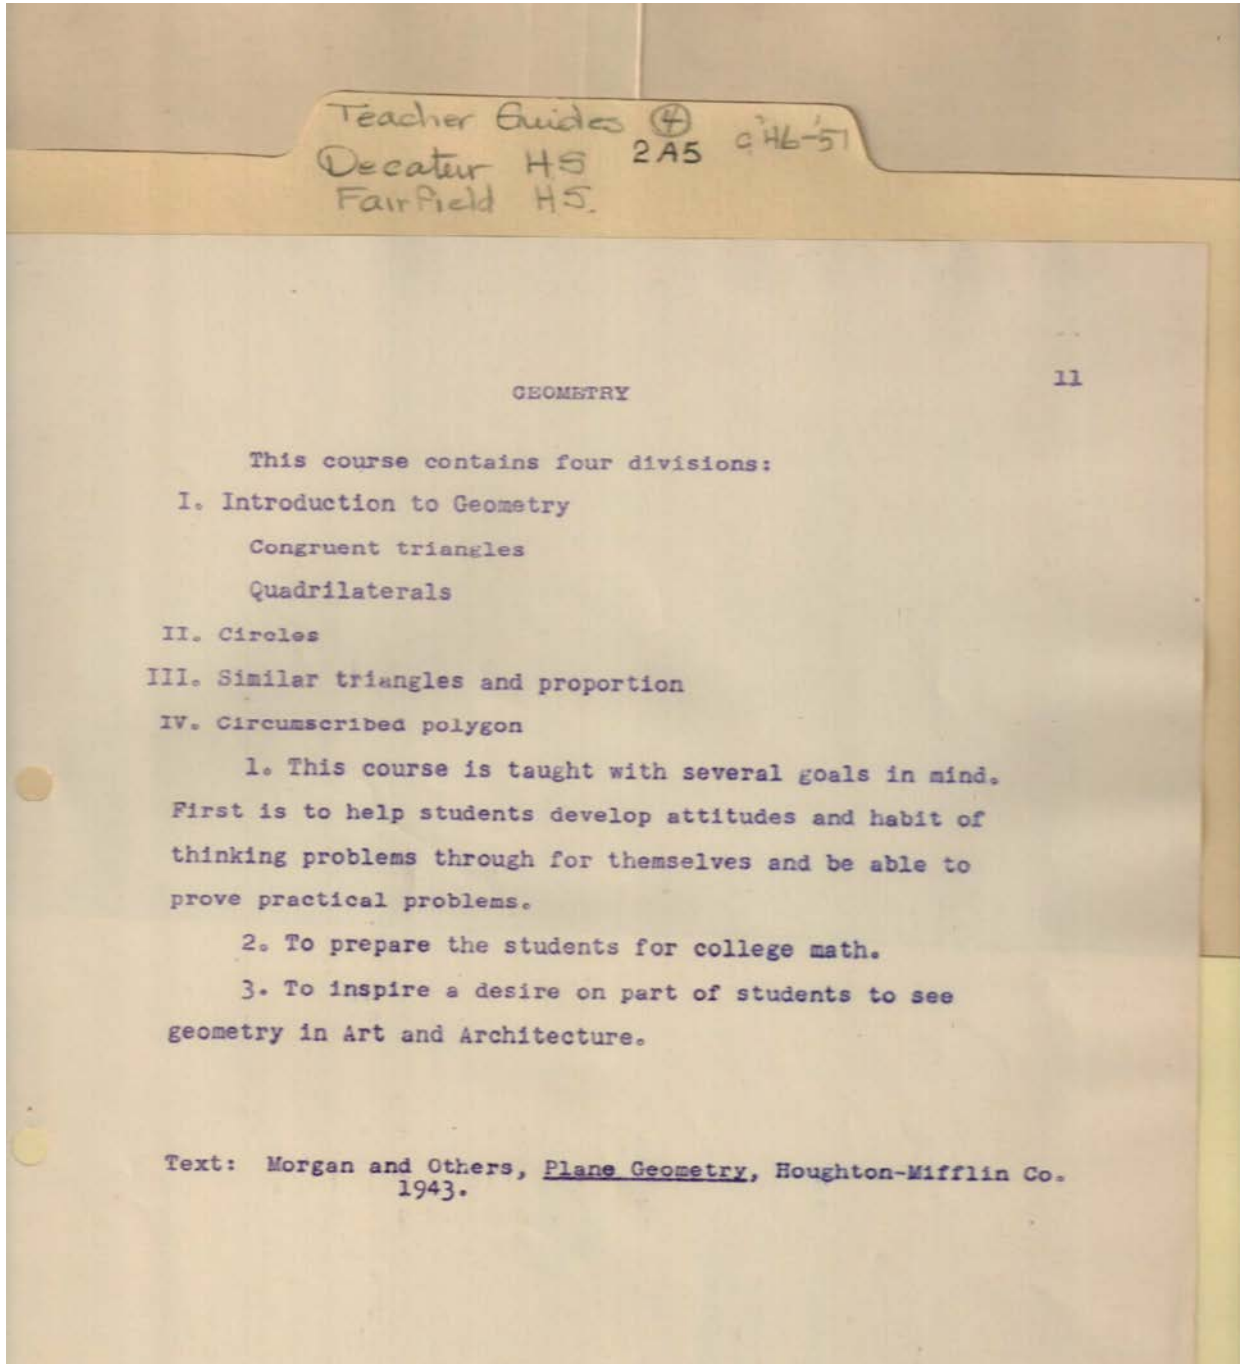 Teacher Guides ④ c '46-'51
2A5
Decatur HS
Fairfield HS.
11
GEOMETRY
This course contains four divisions:
I. Introduction to Geometry
Congruent triangles
Quadrilaterals
II. Circles
III. Similar triangles and proportion
IV. Circumscribed polygon
1. This course is taught with several goals in mind.
First is to help students develop attitudes and habit of
thinking problems through for themselves and be able to
prove practical problems.
2. To prepare the students for college math.
3. To inspire a desire on part of students to see
geometry in Art and Architecture.
Text: Morgan and Others, Plane Geometry, Houghton-Mifflin Co.
1943.